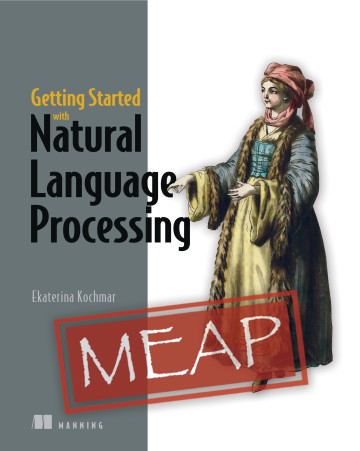 Getting Started
with
Natural
Language
Processing
Ekaterina Kochmar
MEAP
MANNING